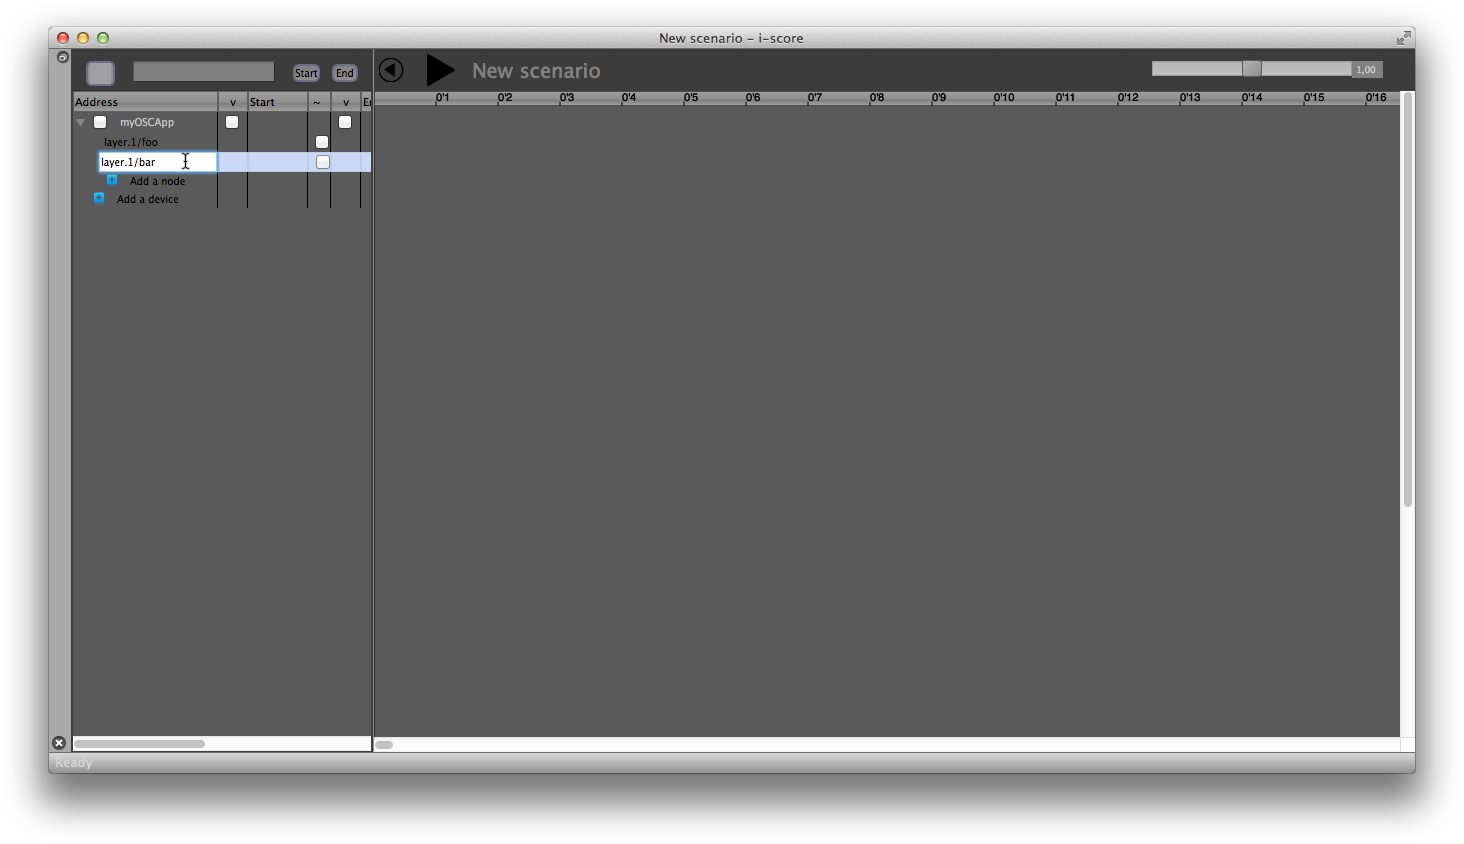 New scenario – i-score
Start End
New scenario
1,00
Address v Start ~ v
0'1 0'2 0'3 0'4 0'5 0'6 0'7 0'8 0'9 0'10 0'11 0'12 0'13 0'14 0'15 0'16
myOSCApp
layer.1/foo
layer.1/bar
Add a node
Add a device
Ready